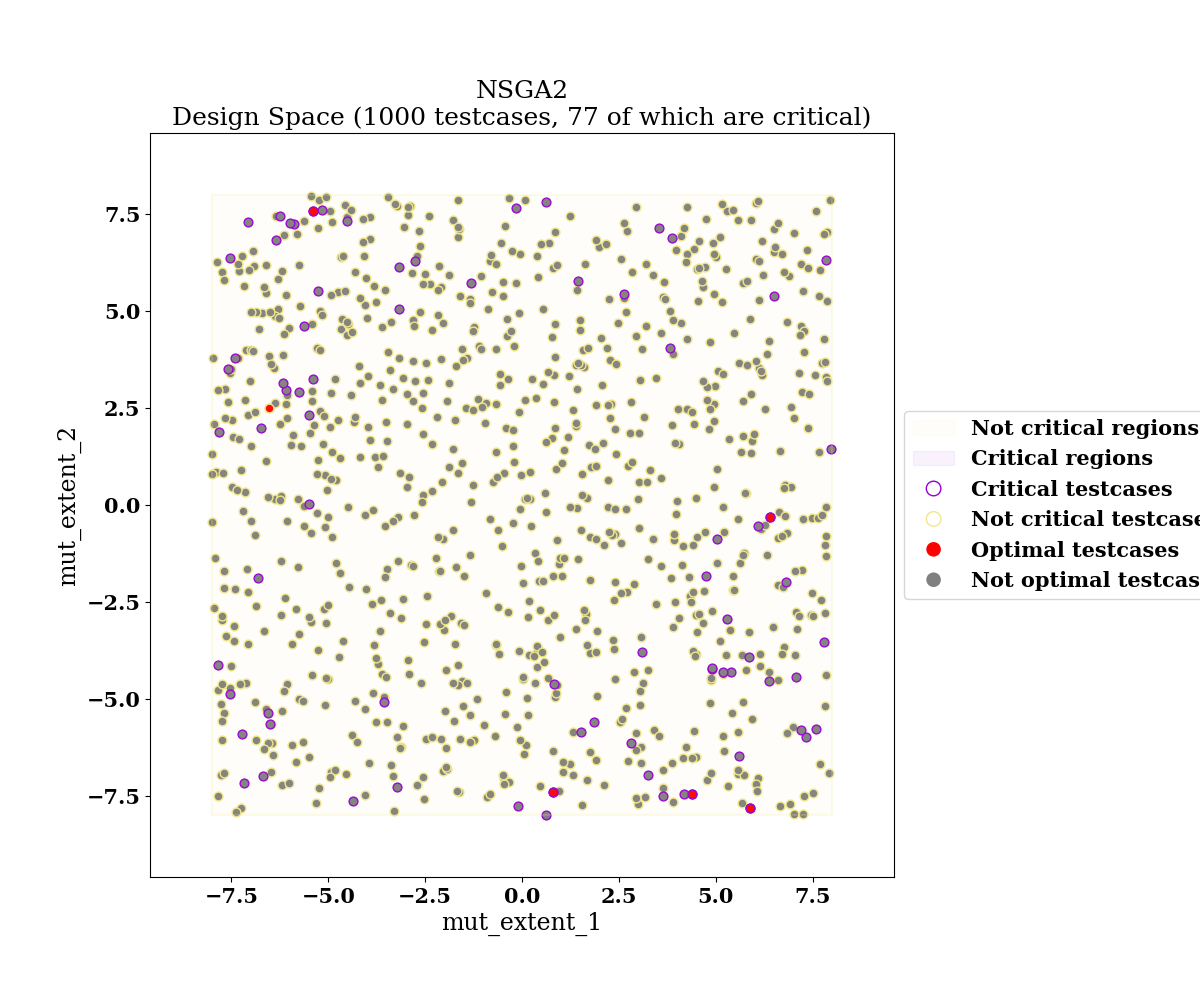 NSGA2
Design Space (1000 testcases, 77 of which are critical)
7.5
5.0
2.5
0.0
−2.5
−5.0
−7.5
mut_extent_2
−7.5
−5.0
−2.5
0.0
2.5
5.0
7.5
mut_extent_1
Not critical regions
Critical regions
Critical testcases
Not critical testcase
Optimal testcases
Not optimal testcas